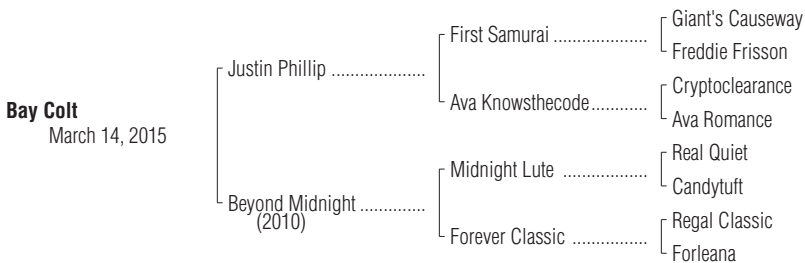 Giant's Causeway
First Samurai ....................
Freddie Frisson
Justin Phillip ....................
Cryptoclearance
Ava Knowsthecode............
Ava Romance
Bay Colt
March 14, 2015
Real Quiet
Midnight Lute ..................
Candytuft
Beyond Midnight ..............
(2010)
Regal Classic
Forever Classic ................
Forleana